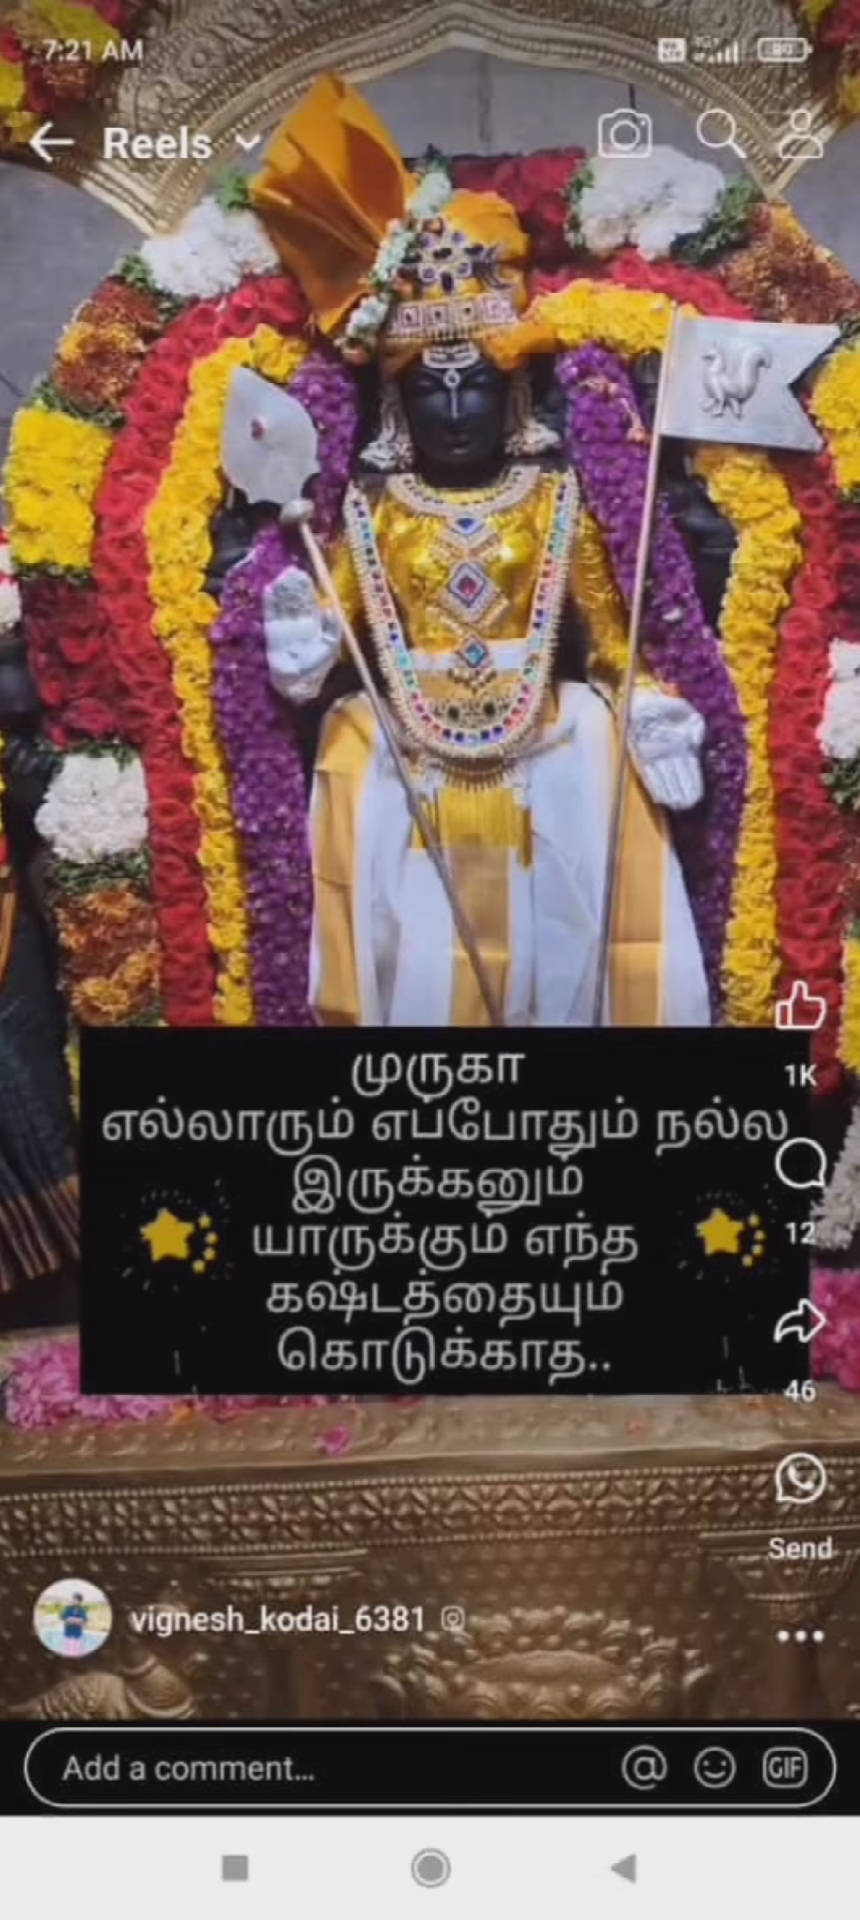 7:21 AM
80
Reels
முருகா
எல்லாரும் எப்போதும் நல்ல
இருக்கனும்
யாருக்கும் எந்த
கஷ்டத்தையும்
கொடுக்காத..
1K
12
46
Send
vignesh_kodai_6381
Add a comment...
GIF